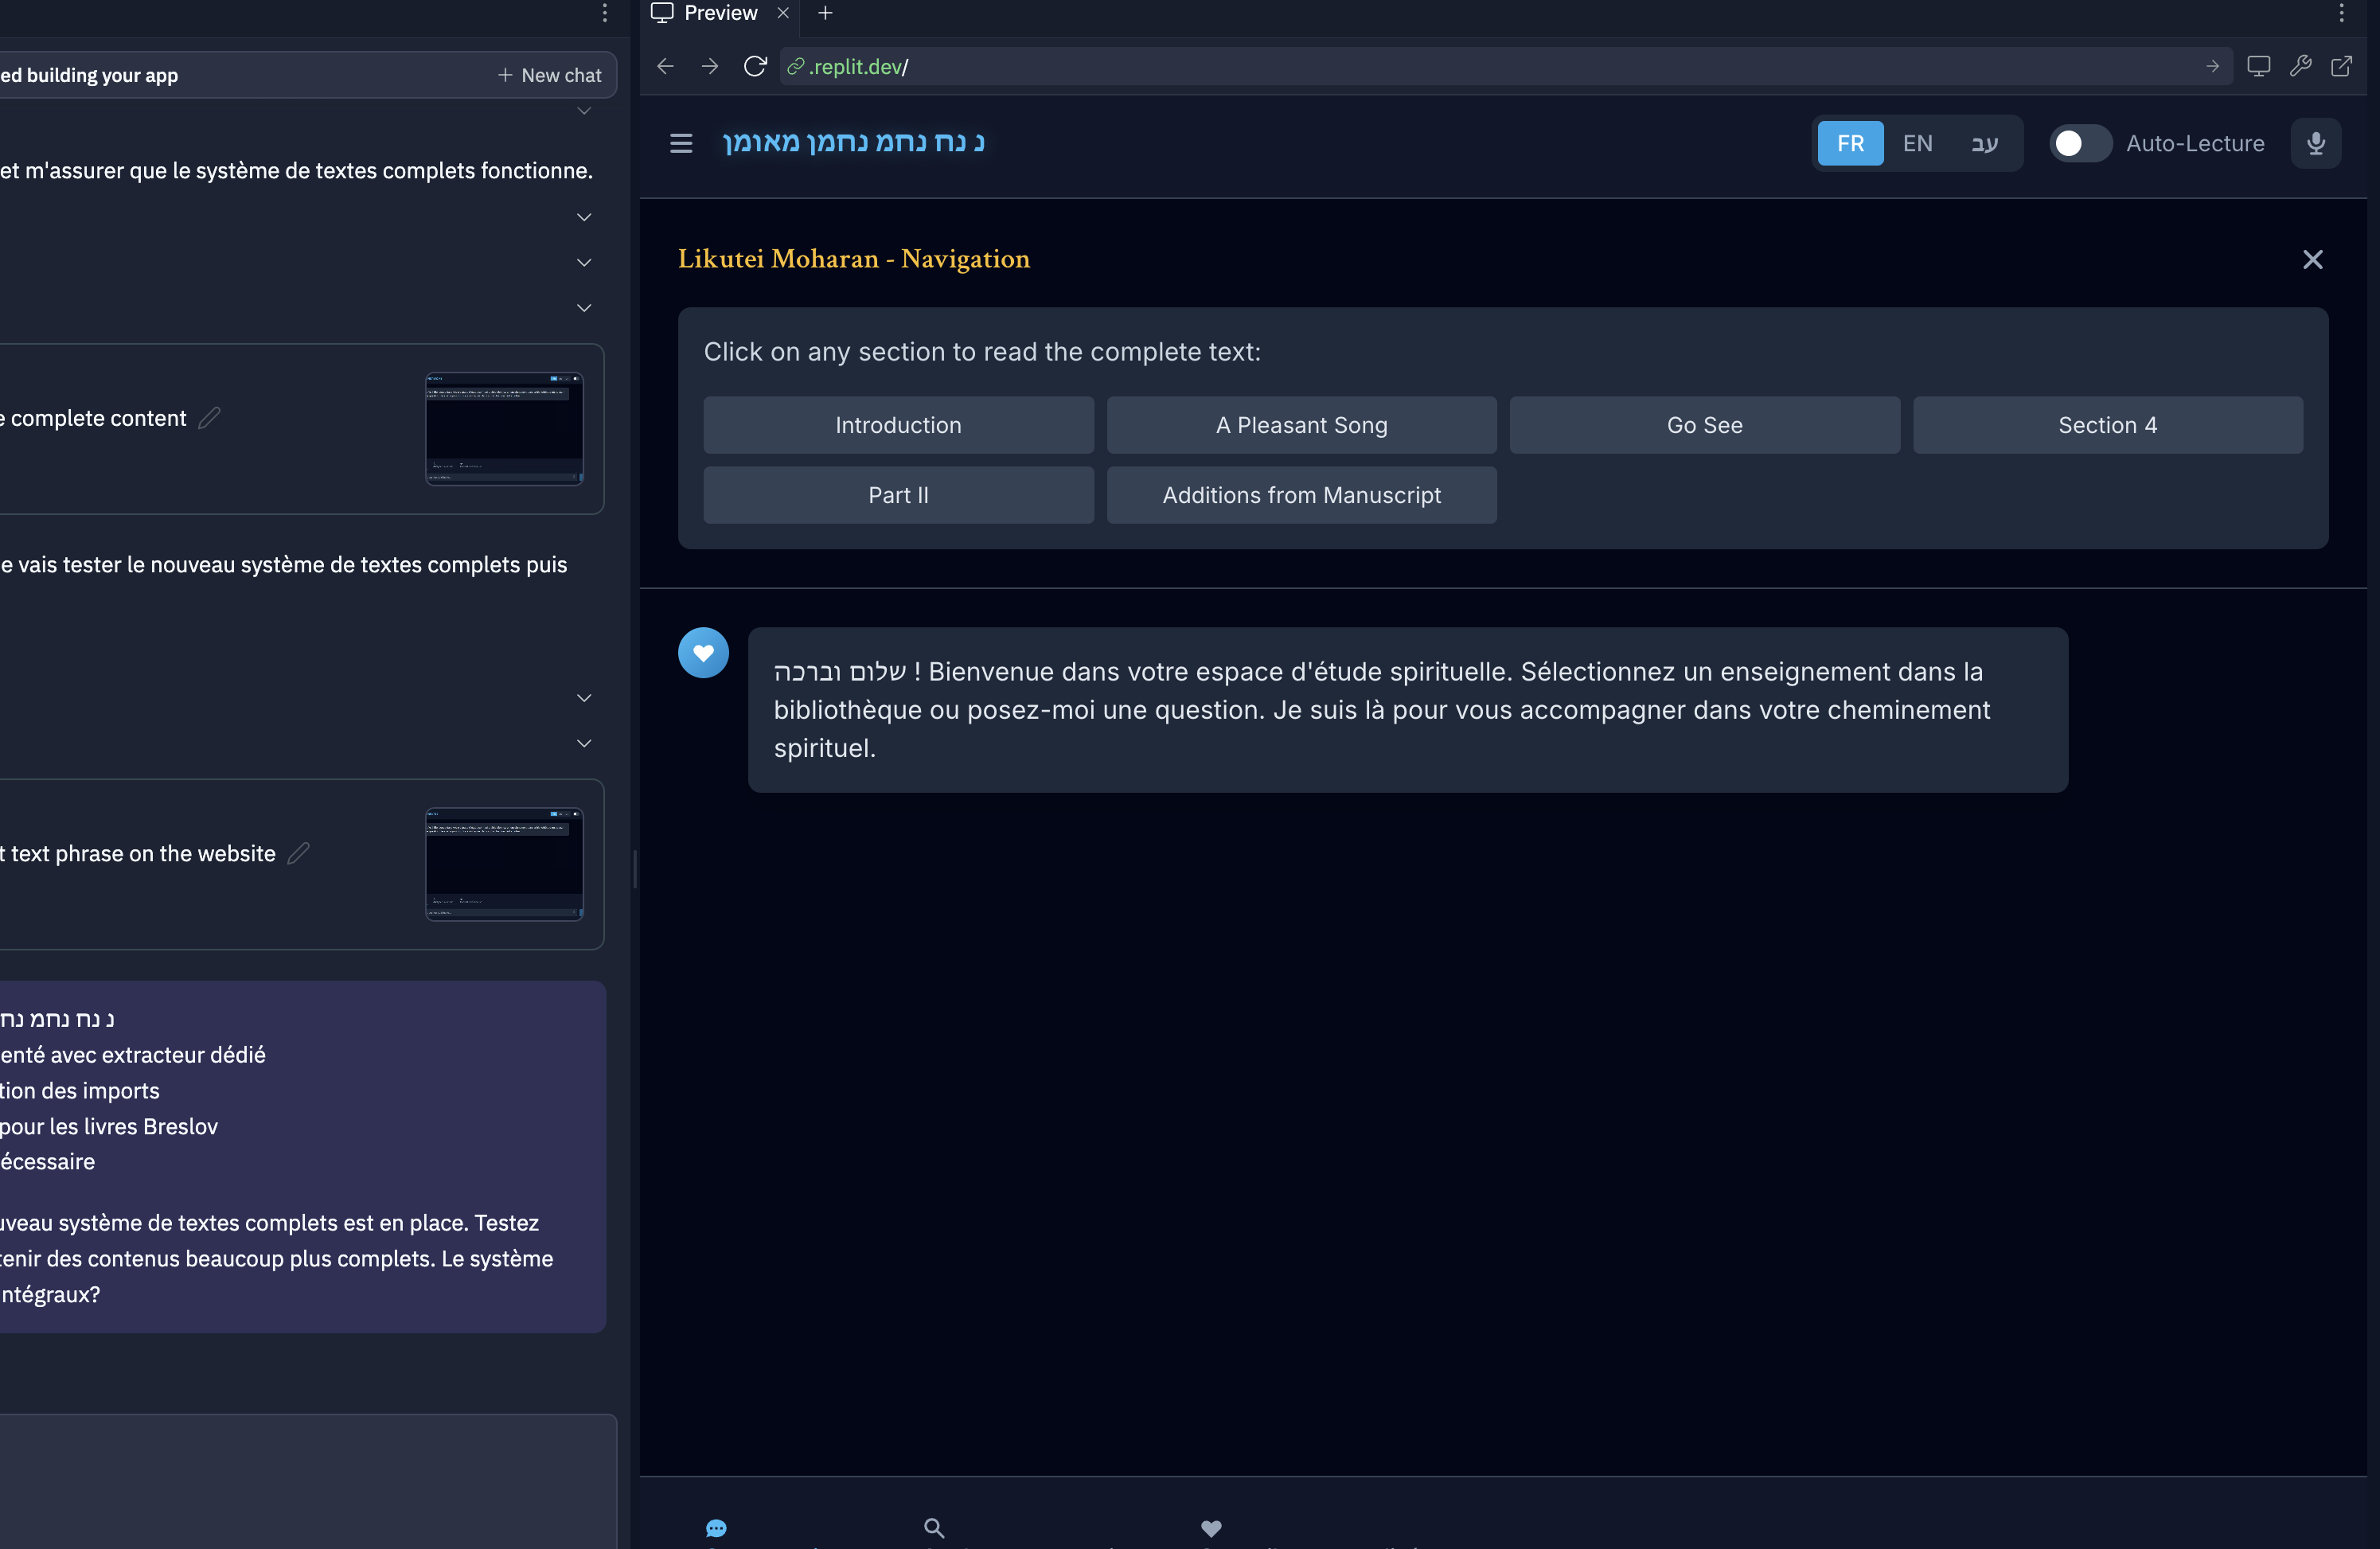 ed building your app
New chat
et m'assurer que le système de textes complets fonctionne.
complete content
e vais tester le nouveau système de textes complets puis
t text phrase on the website
נ נח נחמ נח
enté avec extracteur dédié
tion des imports
pour les livres Breslov
écessaire
uveau système de textes complets est en place. Testez
tenir des contenus beaucoup plus complets. Le système
ntégraux?
Preview
.replit.dev/
נ נח נחמ נחמן מאומן
FR
EN
עב
Auto-Lecture
Likutei Moharan - Navigation
Click on any section to read the complete text:
Introduction
A Pleasant Song
Go See
Section 4
Part II
Additions from Manuscript
שלום וברכה ! Bienvenue dans votre espace d'étude spirituelle. Sélectionnez un enseignement dans la
bibliothèque ou posez-moi une question. Je suis là pour vous accompagner dans votre cheminement
spirituel.